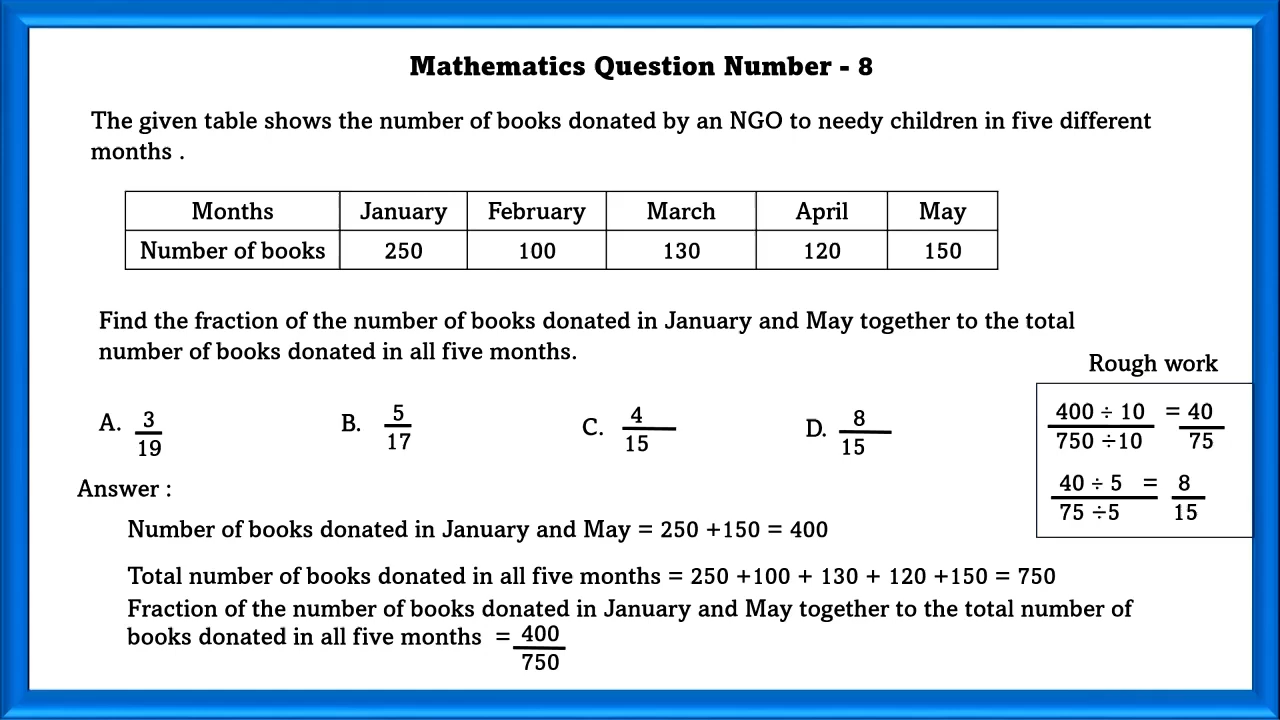 Mathematics Question Number - 8
The given table shows the number of books donated by an NGO to needy children in five different
months .
Months January February March April May
Number of books 250 100 130 120 150
Find the fraction of the number of books donated in January and May together to the total
number of books donated in all five months.
Rough work
400 ÷ 10 = 40
750 ÷10 75
40 ÷ 5 = 8
75 ÷5 15
A. 3
19
B. 5
17
C. 4
15
D. 8
15
Answer :
Number of books donated in January and May = 250 +150 = 400
Total number of books donated in all five months = 250 +100 + 130 + 120 +150 = 750
Fraction of the number of books donated in January and May together to the total number of
books donated in all five months = 400
750